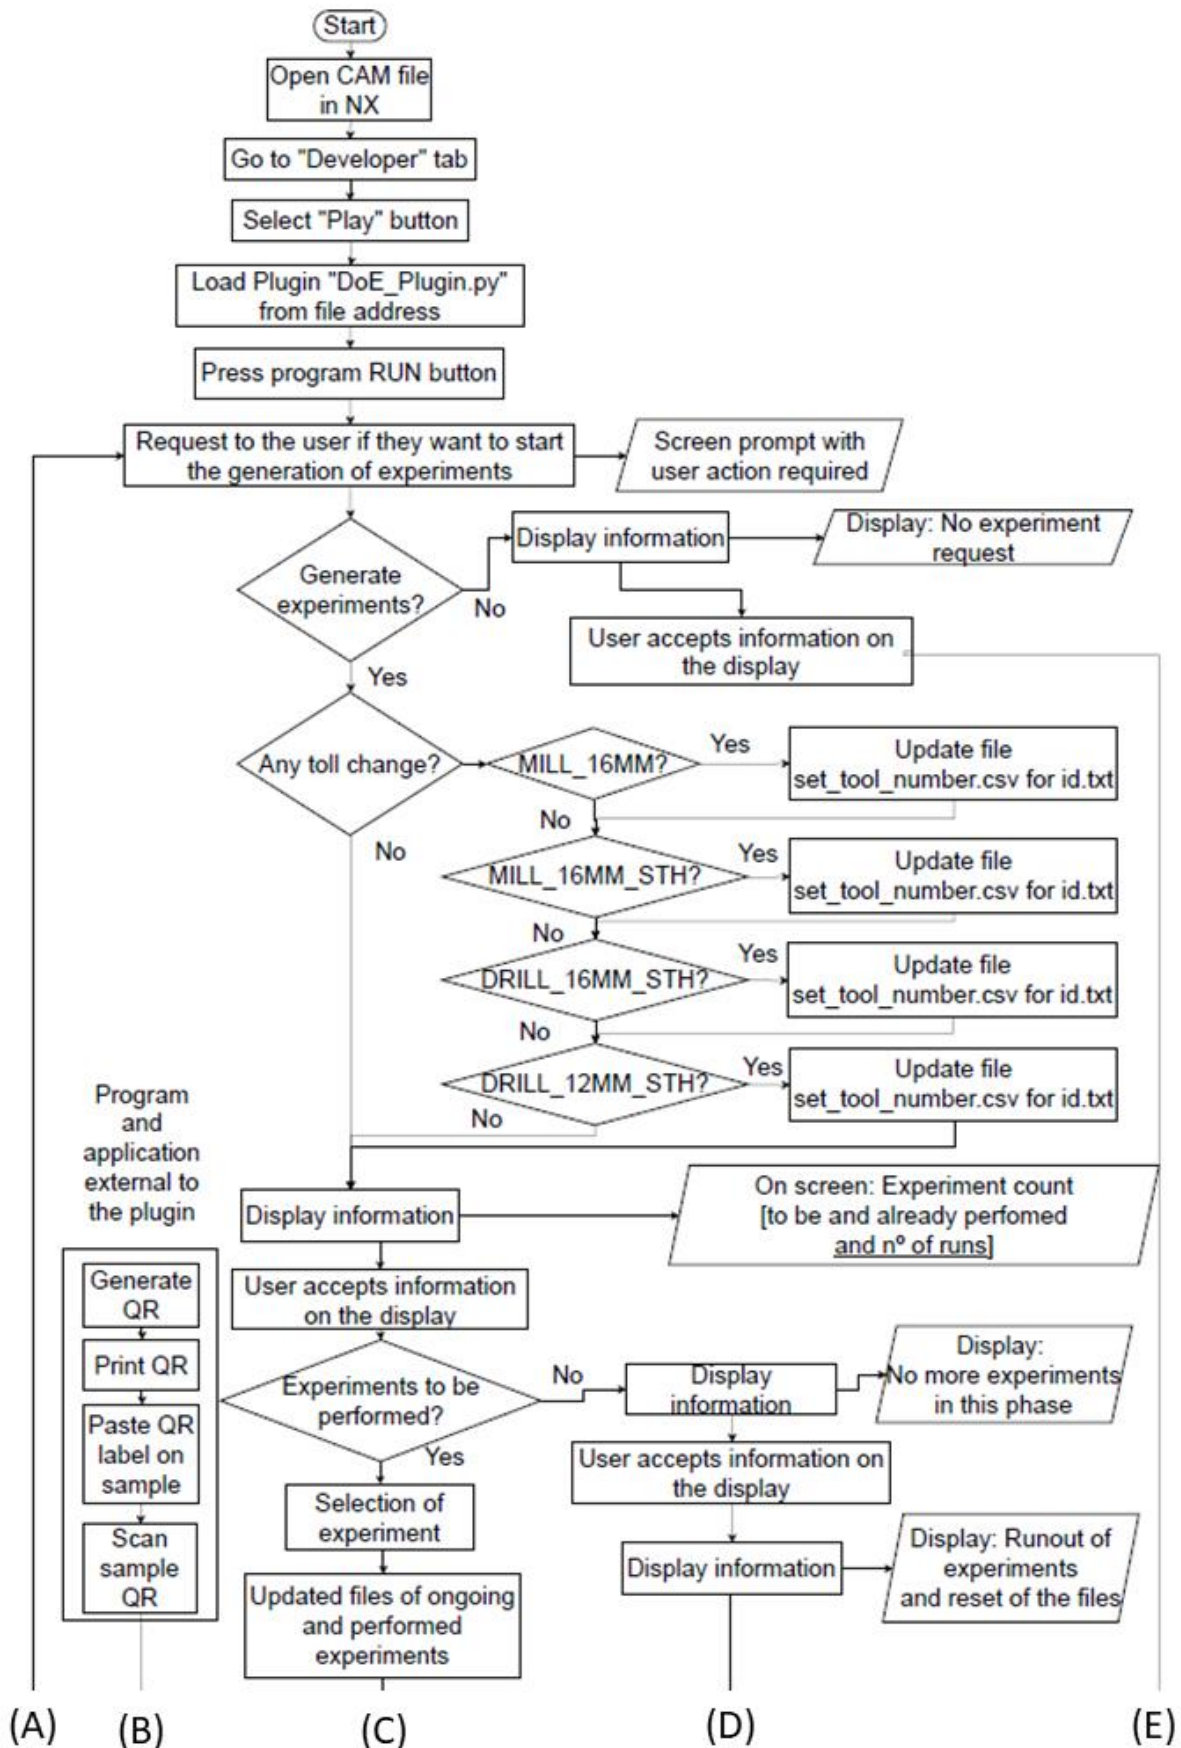 Start
Open CAM file
in NX
Go to "Developer" tab
Select "Play" button
Load Plugin "DoE_Plugin.py"
from file address
Press program RUN button
Request to the user if they want to start
the generation of experiments
Screen prompt with
user action required
Generate
experiments?
No
Display information
Display: No experiment
request
User accepts information on
the display
Yes
Any toll change?
MILL_16MM?
Yes
Update file
set_tool_number.csv for id.txt
No
No
MILL_16MM_STH?
Yes
Update file
set_tool_number.csv for id.txt
No
DRILL_16MM_STH?
Yes
Update file
set_tool_number.csv for id.txt
No
DRILL_12MM_STH?
Yes
Update file
set_tool_number.csv for id.txt
No
Program
and
application
external to
the plugin
Display information
On screen: Experiment count
[to be and already perfomed
and nº of runs]
Generate
QR
Print QR
Paste QR
label on
sample
Scan
sample
QR
User accepts information
on the display
Experiments to be
performed?
No
Display
information
Display:
No more experiments
in this phase
Yes
User accepts information on
the display
Selection of
experiment
Display information
Display: Runout of
experiments
and reset of the files
Updated files of ongoing
and performed
experiments
(A)
(B)
(C)
(D)
(E)